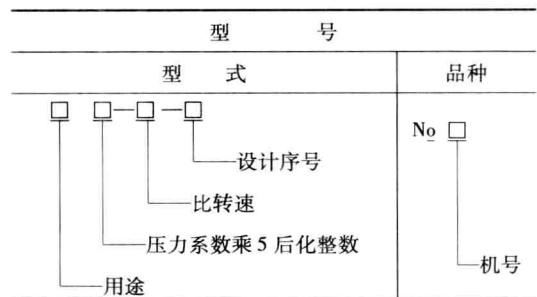 型 号
型 式 品种
□ □—□—□
No □
设计序号
比转速
压力系数乘5后化整数
机号
用途